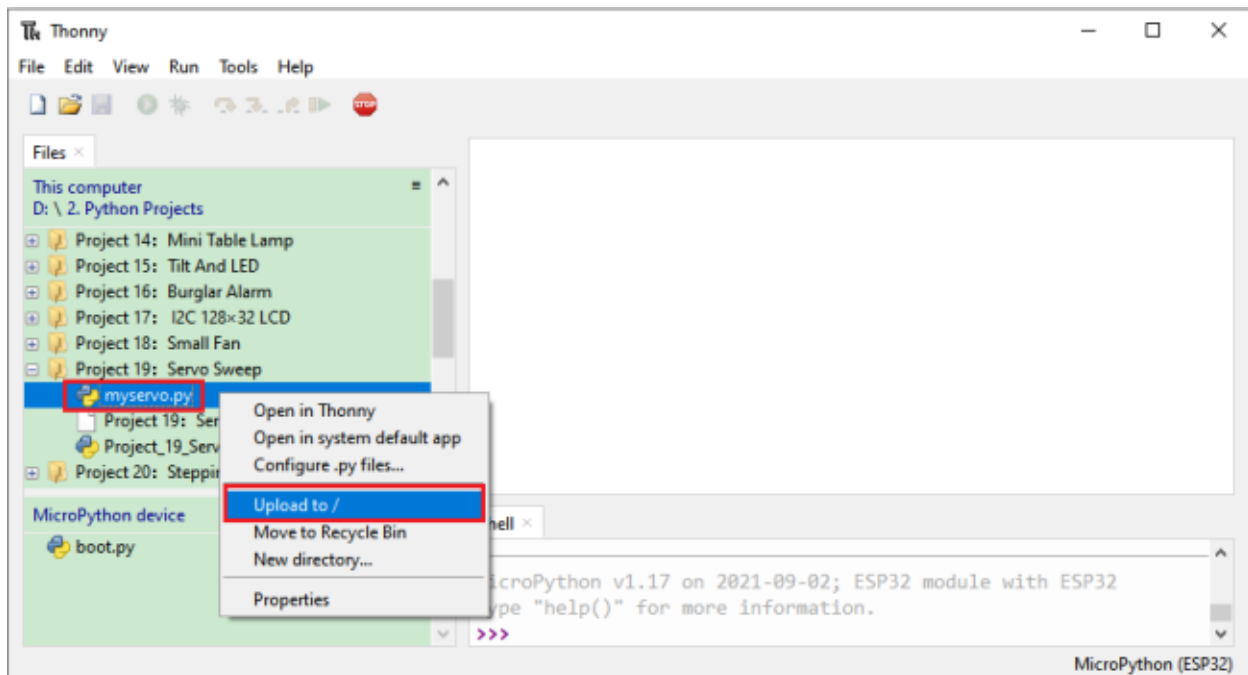 Thonny
File Edit View Run Tools Help
STOP
Files
This computer
D: \ 2. Python Projects
Project 14: Mini Table Lamp
Project 15: Tilt And LED
Project 16: Burglar Alarm
Project 17: I2C 128×32 LCD
Project 18: Small Fan
Project 19: Servo Sweep
myservo.py
Project 19: Ser
Project_19_Serv
Project 20: Steppin
Open in Thonny
Open in system default app
Configure .py files...
Upload to /
Move to Recycle Bin
New directory...
Properties
MicroPython device
boot.py
hell
icroPython v1.17 on 2021-09-02; ESP32 module with ESP32
ype "help()" for more information.
>>>
MicroPython (ESP32)